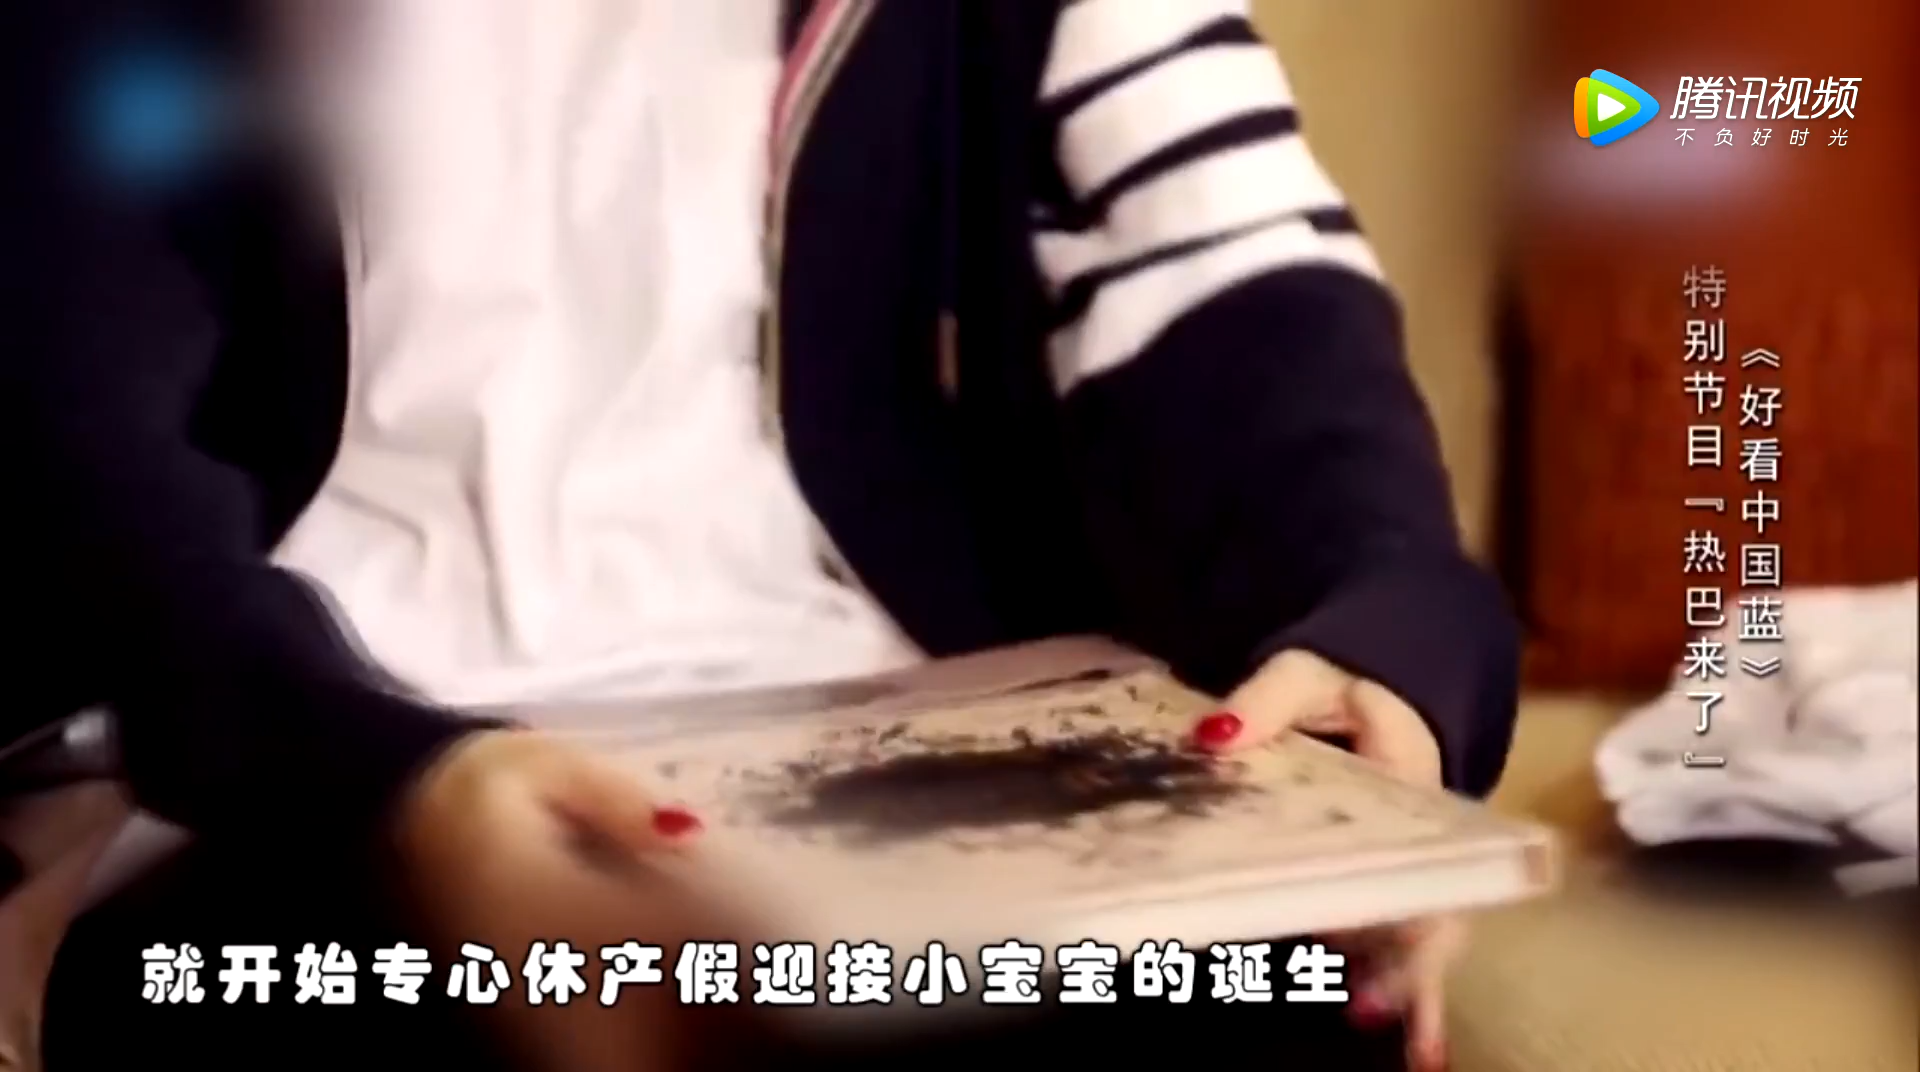 腾讯视频
不负好时光
《好看中国蓝》
特别节目『热巴来了』
就开始专心休产假迎接小宝宝的诞生